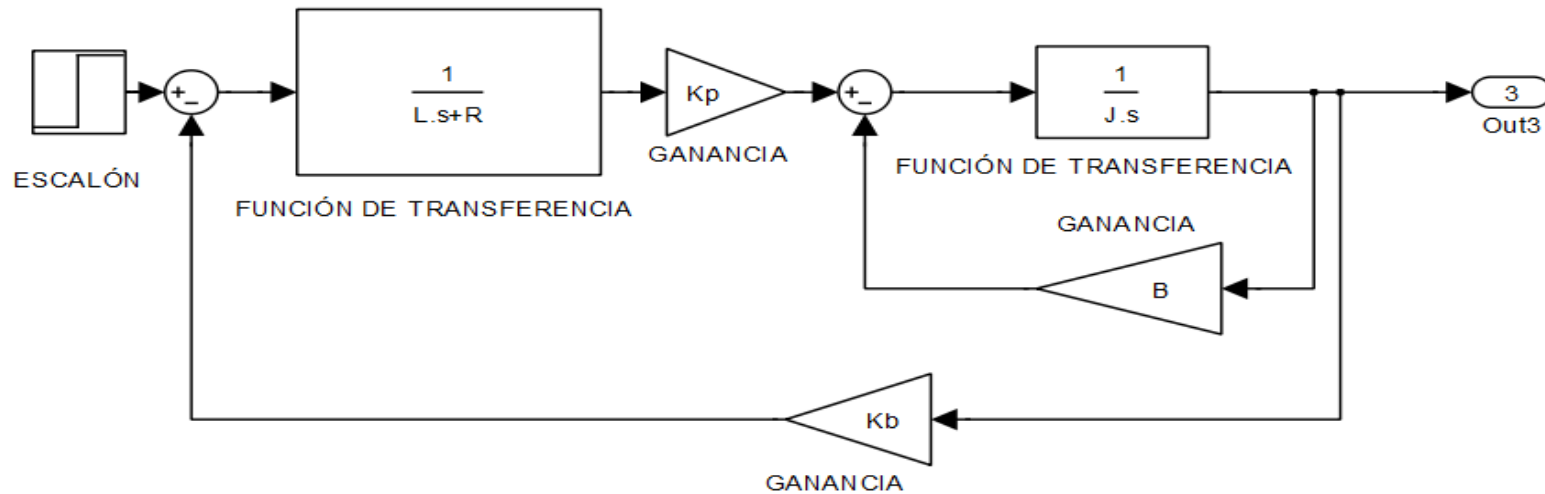 ESCALÓN
+
-
1
L.s+R
FUNCIÓN DE TRANSFERENCIA
Kp
GANANCIA
+
-
1
J.s
FUNCIÓN DE TRANSFERENCIA
3
Out3
GANANCIA
B
Kb
GANANCIA